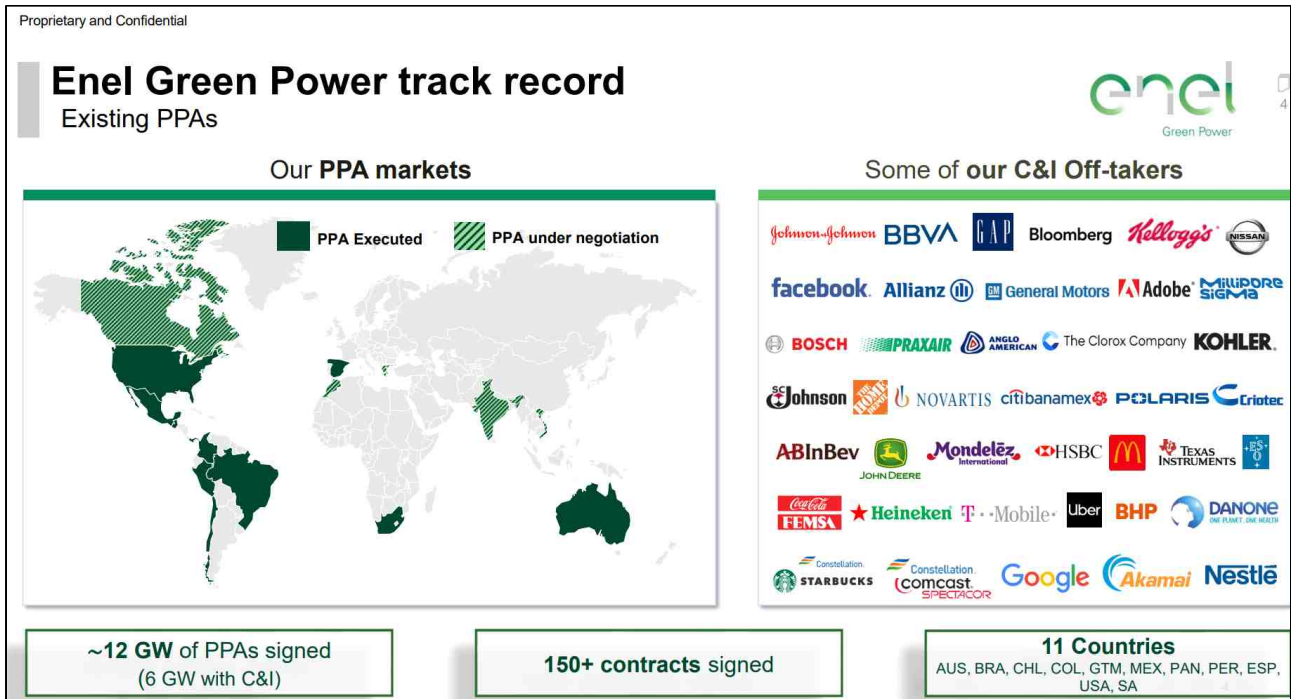 Proprietary and Confidential
Enel Green Power track record
Existing PPAs
enel
Green Power
4
Our PPA markets
PPA Executed
PPA under negotiation
Some of our C&I Off-takers
Johnson&Johnson BBVA GAP Bloomberg Kellogg's NISSAN
facebook. Allianz GM General Motors Adobe MilliPORE SiGMa
BOSCH PRAXAIR ANGLO AMERICAN The Clorox Company KOHLER.
SC Johnson THE HOME DEPOT NOVARTIS citibanamex POLARIS Criotec
ABInBev JOHN DEERE Mondelēz International HSBC TEXAS INSTRUMENTS ESO
Coca Cola FEMSA Heineken T··Mobile· Uber BHP DANONE ONE PLANET. ONE HEALTH
Constellation. STARBUCKS Constellation. comcast SPECTACOR Google Akamai Nestlé
~12 GW of PPAs signed
(6 GW with C&I)
150+ contracts signed
11 Countries
AUS, BRA, CHL, COL, GTM, MEX, PAN, PER, ESP,
USA, SA